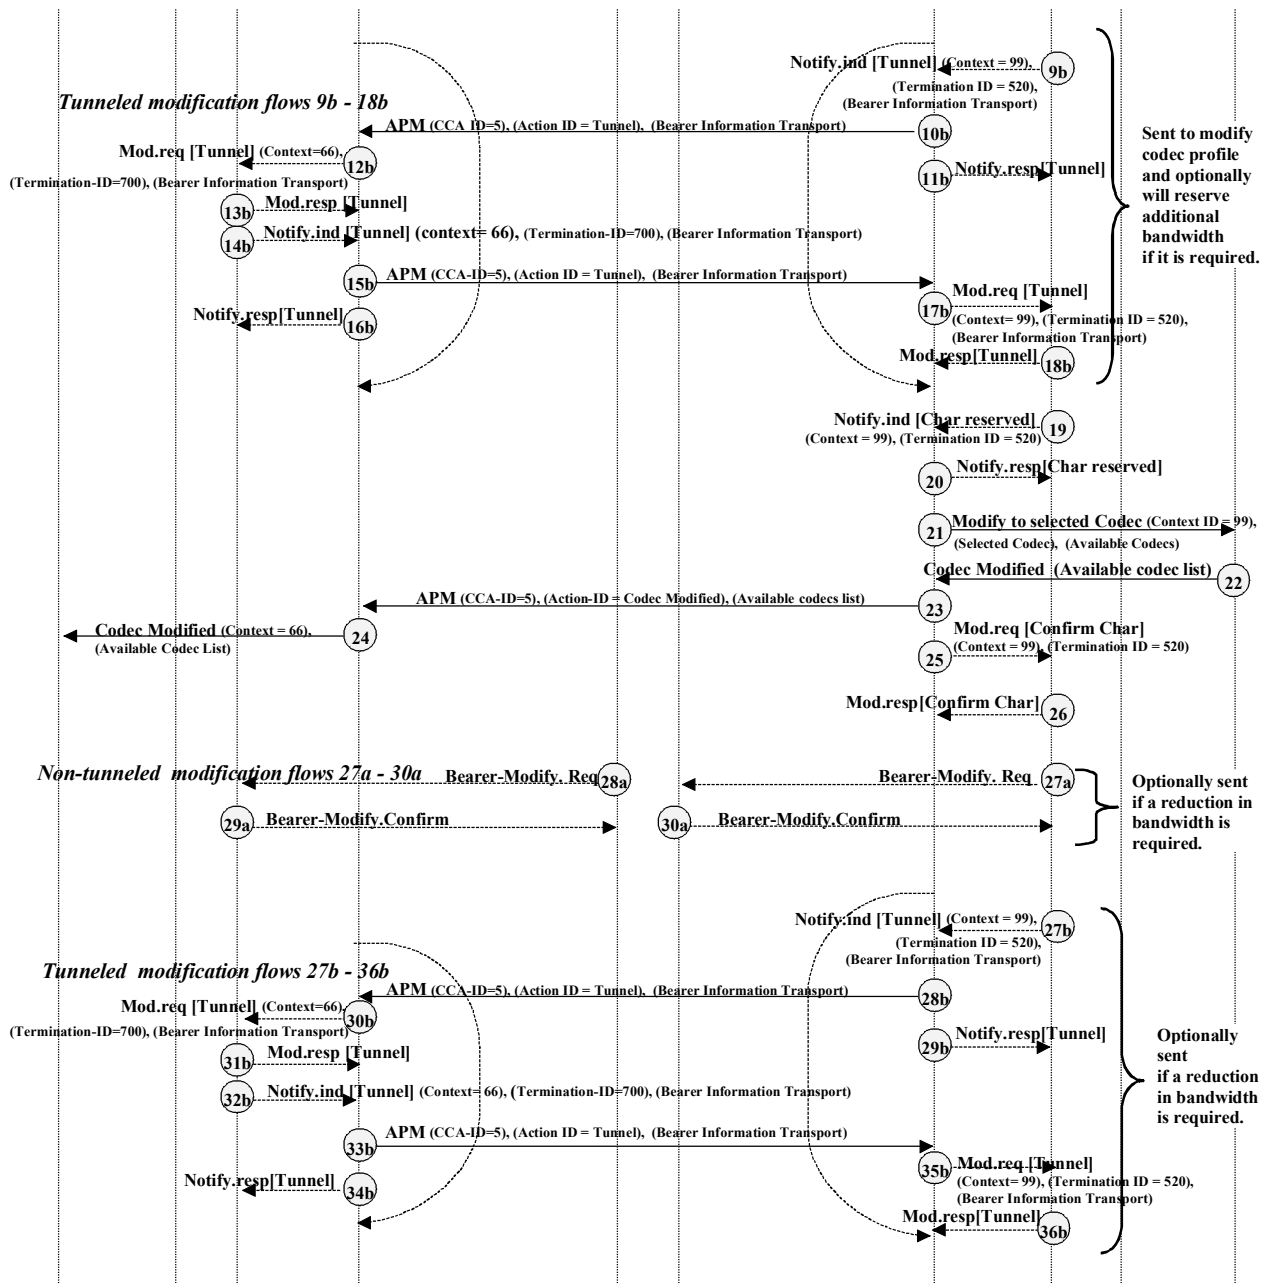 Notify.ind [Tunnel] (Context = 99),
9b
(Termination ID = 520),
(Bearer Information Transport)
Tunneled modification flows 9b - 18b
APM (CCA-ID=5), (Action ID = Tunnel), (Bearer Information Transport)
10b
Sent to modify
codec profile
and optionally
will reserve
additional
bandwidth
if it is required.
Mod.req [Tunnel] (Context=66),
12b
(Termination-ID=700), (Bearer Information Transport)
11b
Notify.resp[Tunnel]
13b
Mod.resp [Tunnel]
14b
Notify.ind [Tunnel] (context= 66), (Termination-ID=700), (Bearer Information Transport)
15b
APM (CCA-ID=5), (Action ID = Tunnel), (Bearer Information Transport)
Mod.req [Tunnel]
17b
(Context= 99), (Termination ID = 520),
(Bearer Information Transport)
Notify.resp[Tunnel]
16b
Mod.resp[Tunnel]
18b
Notify.ind [Char reserved]
19
(Context = 99), (Termination ID = 520)
20
Notify.resp[Char reserved]
21
Modify to selected Codec (Context ID = 99),
(Selected Codec), (Available Codecs)
Codec Modified (Available codec list)
22
APM (CCA-ID=5), (Action-ID = Codec Modified), (Available codecs list)
23
Codec Modified (Context = 66),
24
(Available Codec List)
Mod.req [Confirm Char]
25
(Context = 99), (Termination ID = 520)
Mod.resp[Confirm Char]
26
Non-tunneled modification flows 27a - 30a
Bearer-Modify. Req
28a
Bearer-Modify. Req
27a
Optionally sent
if a reduction in
bandwidth is
required.
29a
Bearer-Modify.Confirm
30a
Bearer-Modify.Confirm
Notify.ind [Tunnel] (Context = 99),
27b
(Termination ID = 520),
(Bearer Information Transport)
Tunneled modification flows 27b - 36b
APM (CCA-ID=5), (Action ID = Tunnel), (Bearer Information Transport)
28b
Mod.req [Tunnel] (Context=66),
30b
(Termination-ID=700), (Bearer Information Transport)
29b
Notify.resp[Tunnel]
Optionally
sent
if a reduction
in bandwidth
is required.
31b
Mod.resp [Tunnel]
32b
Notify.ind [Tunnel] (Context= 66), (Termination-ID=700), (Bearer Information Transport)
33b
APM (CCA-ID=5), (Action ID = Tunnel), (Bearer Information Transport)
35b
Mod.req [Tunnel]
(Context= 99), (Termination ID = 520),
(Bearer Information Transport)
Notify.resp[Tunnel]
34b
Mod.resp[Tunnel]
36b